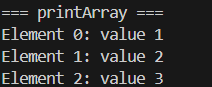 === printArray ===
Element 0: value 1
Element 1: value 2
Element 2: value 3